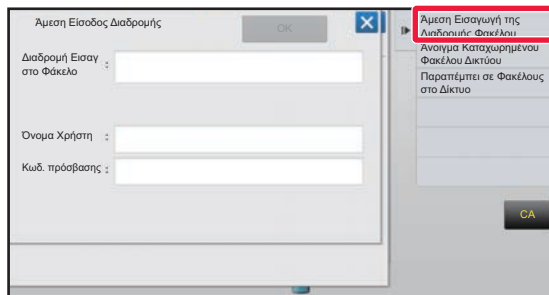 Άμεση Είσοδος Διαδρομής
OK
Διαδρομή Εισαγ :
στο Φάκελο
Όνομα Χρήστη :
Κωδ. πρόσβασης :
Άμεση Εισαγωγή της
Διαδρομής Φακέλου
Άνοιγμα Καταχωρημένου
Φακέλου Δικτύου
Παραπέμπει σε Φακέλους
στο Δίκτυο
CA